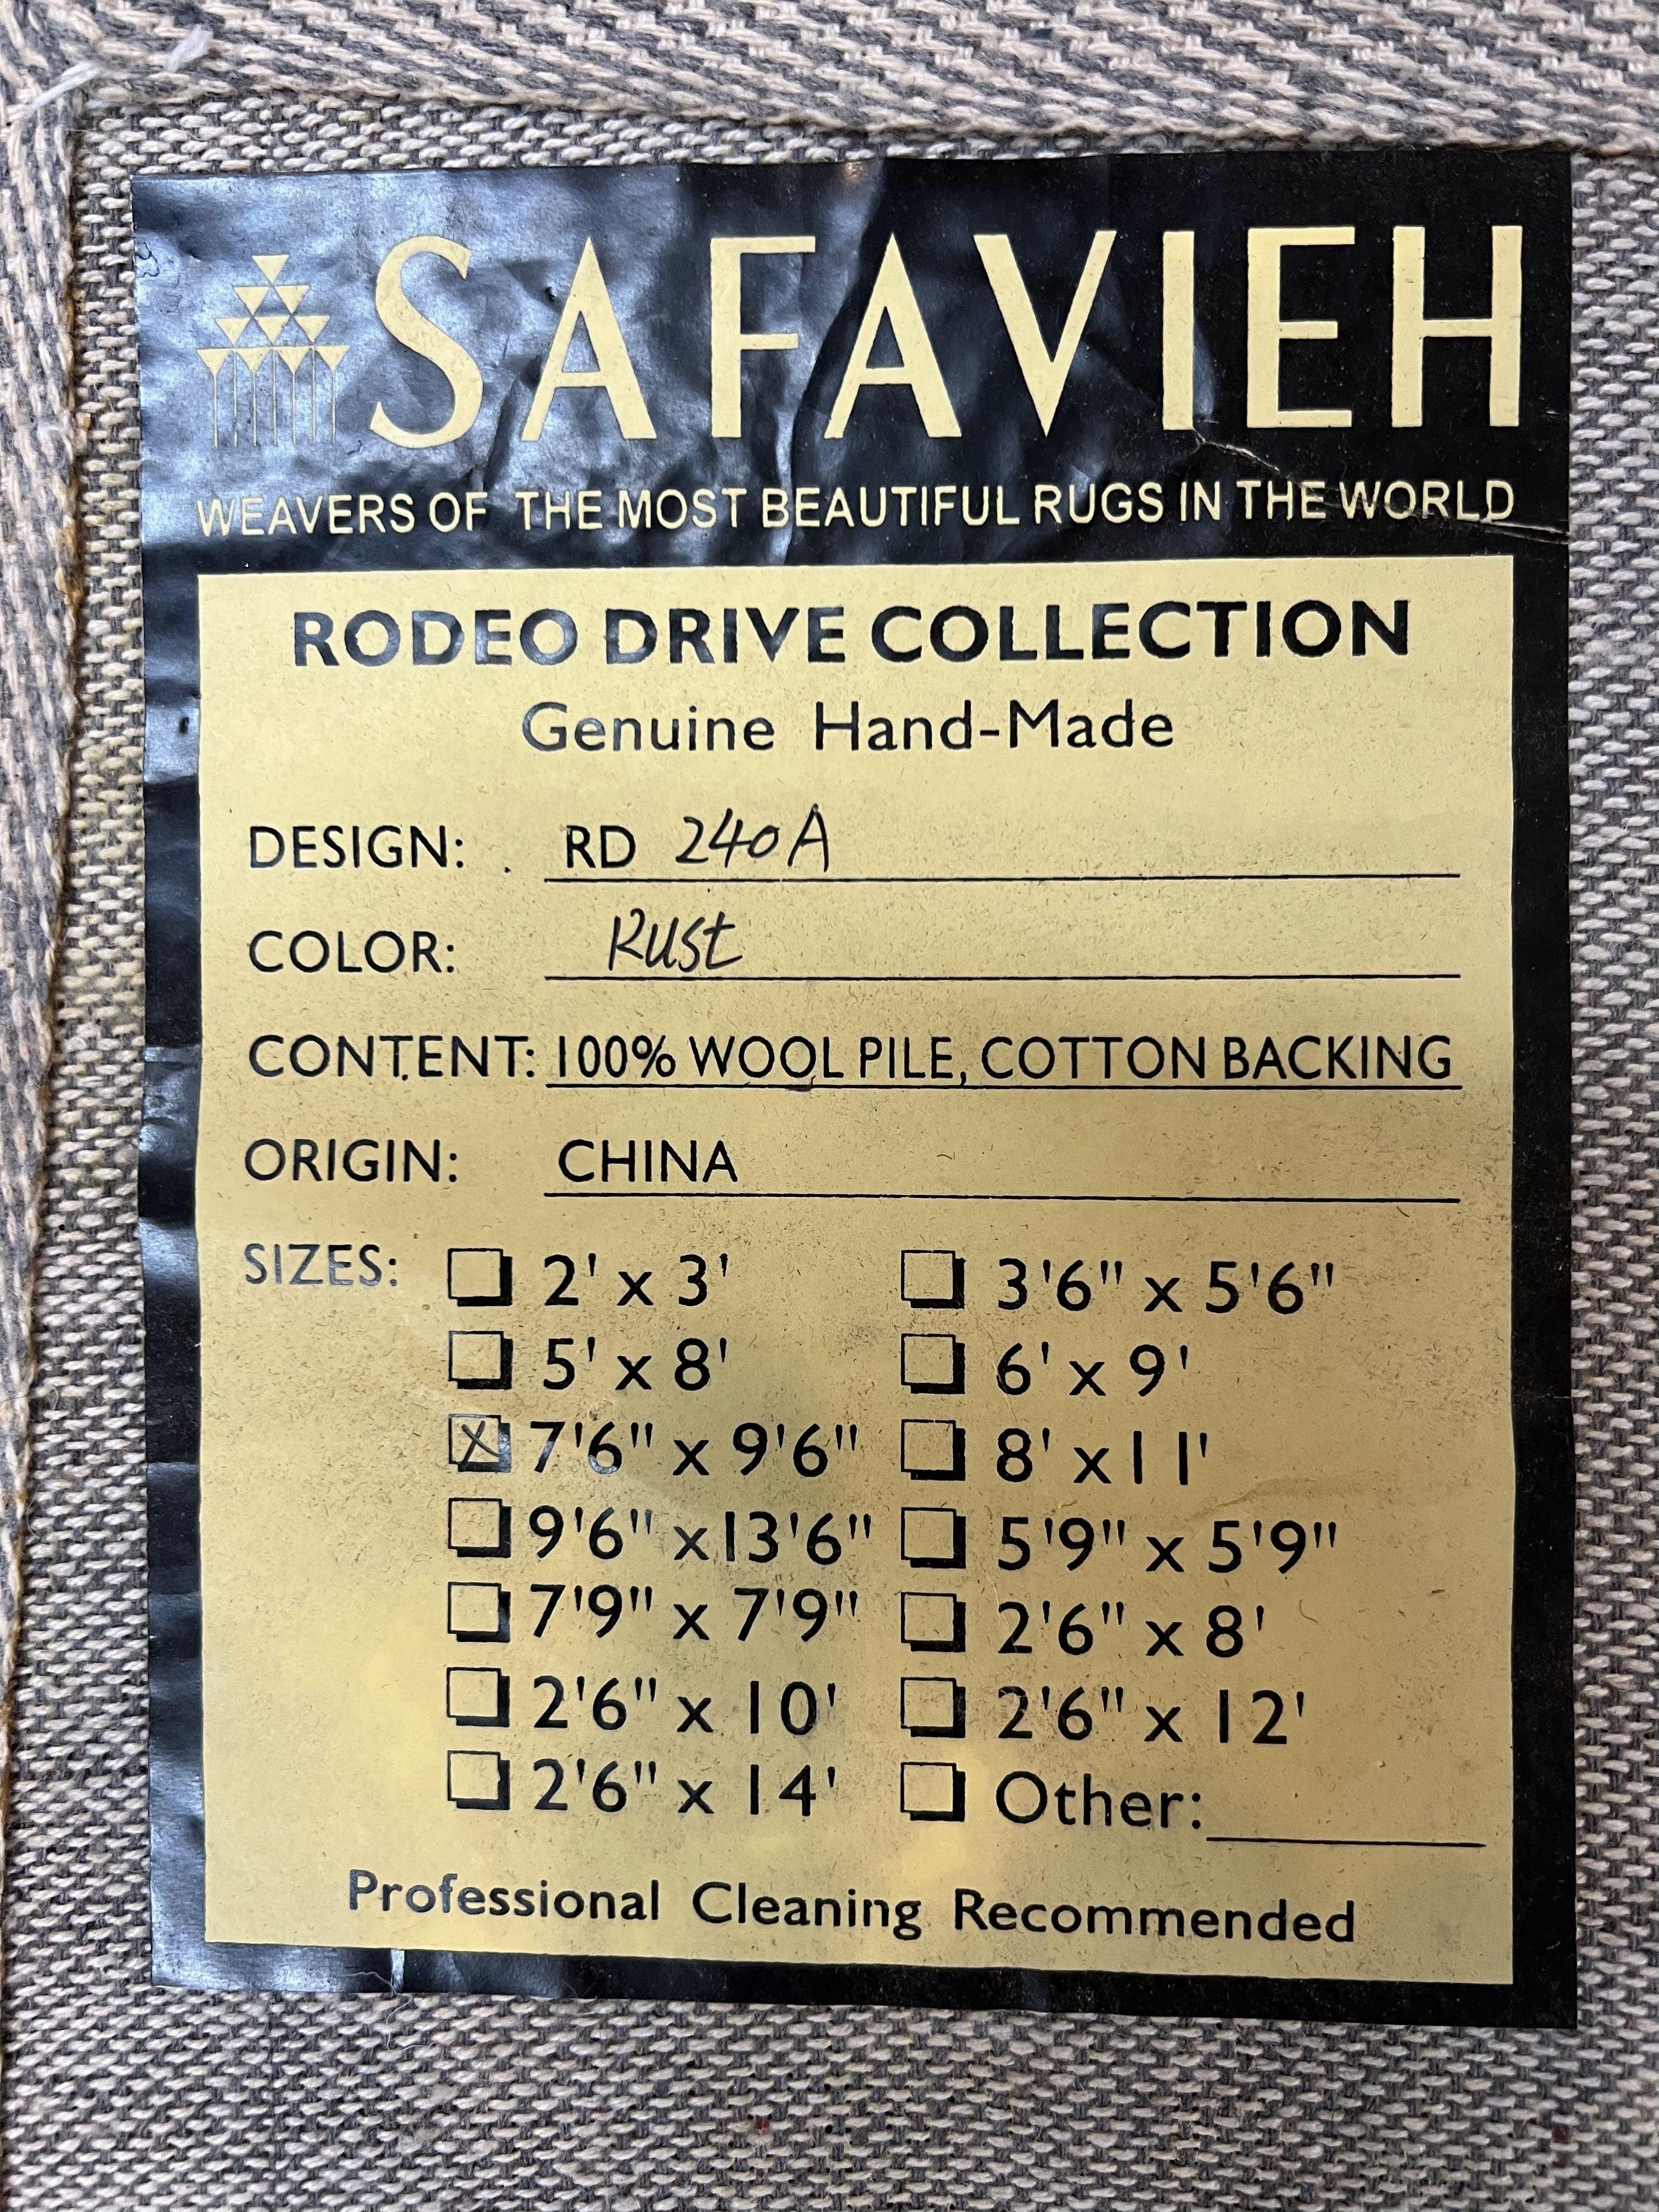 SAFAVIEH
WEAVERS OF THE MOST BEAUTIFUL RUGS IN THE WORLD
RODEO DRIVE COLLECTION
Genuine Hand-Made
DESIGN: RD 240A
COLOR: Rust
CONTENT: 100% WOOL PILE, COTTON BACKING
ORIGIN: CHINA
SIZES: ☐ 2' x 3' ☐ 3'6" x 5'6"
☐ 5' x 8' ☐ 6' x 9'
☒ 7'6" x 9'6" ☐ 8' x11'
☐ 9'6" x13'6" ☐ 5'9" x 5'9"
☐ 7'9" x 7'9" ☐ 2'6" x 8'
☐ 2'6" x 10' ☐ 2'6" x 12'
☐ 2'6" x 14' ☐ Other:
Professional Cleaning Recommended